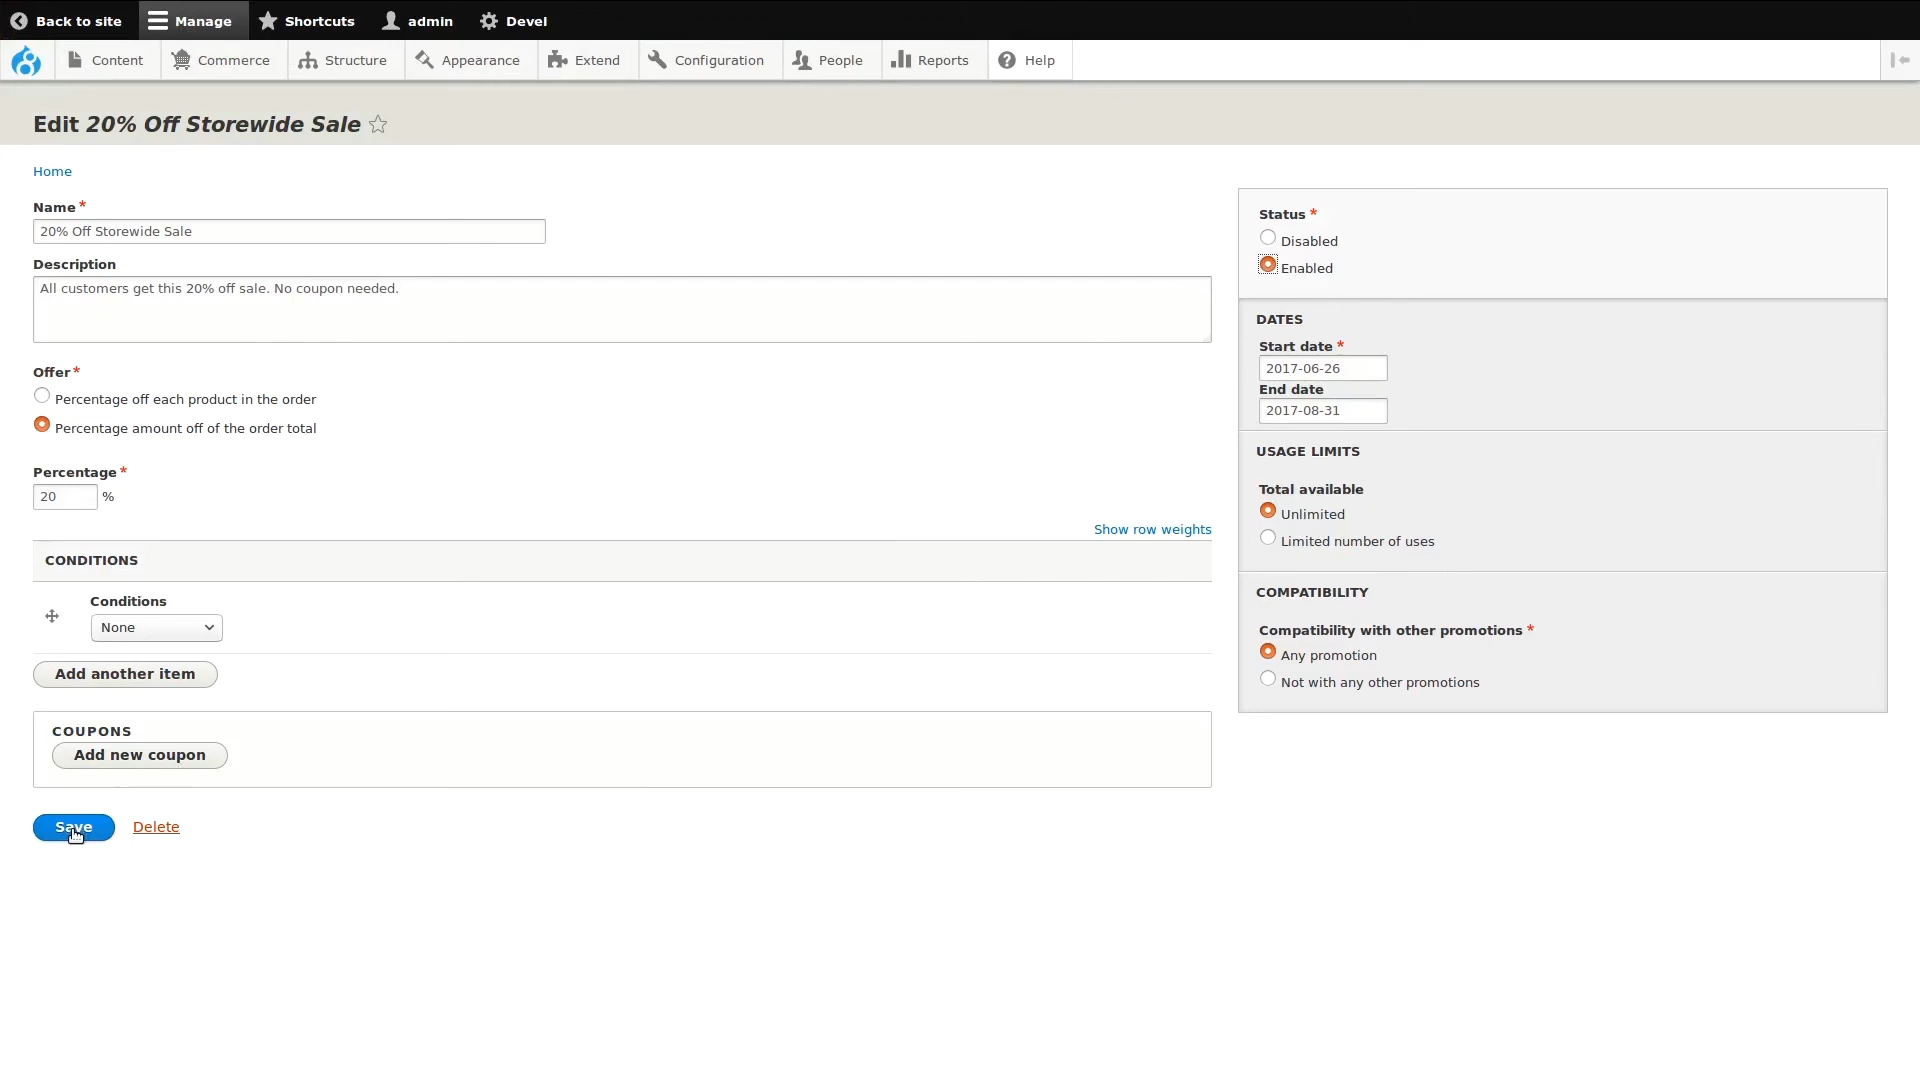 Back to site Manage Shortcuts admin Devel
Content Commerce Structure Appearance Extend Configuration People Reports Help
Edit 20% Off Storewide Sale
Home
Name *
20% Off Storewide Sale
Description
All customers get this 20% off sale. No coupon needed.
Offer *
Percentage off each product in the order
Percentage amount off of the order total
Percentage *
20 %
Show row weights
CONDITIONS
Conditions
None
Add another item
COUPONS
Add new coupon
Save Delete
Status *
Disabled
Enabled
DATES
Start date *
2017-06-26
End date
2017-08-31
USAGE LIMITS
Total available
Unlimited
Limited number of uses
COMPATIBILITY
Compatibility with other promotions *
Any promotion
Not with any other promotions